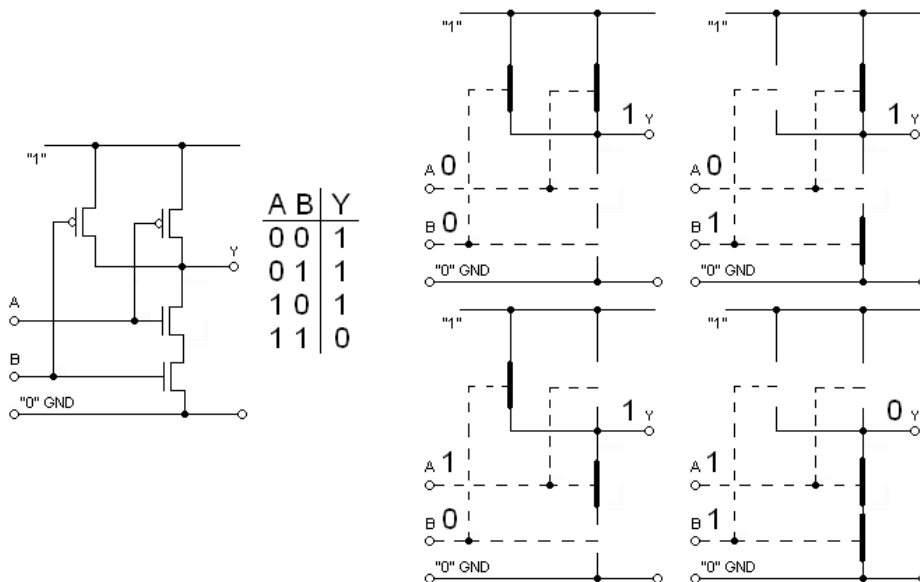 "1"
Y
A
B
"0" GND
A B Y
0 0 1
0 1 1
1 0 1
1 1 0
"1"
1 Y
A 0
B 0
"0" GND
"1"
1 Y
A 0
B 1
"0" GND
"1"
1 Y
A 1
B 0
"0" GND
"1"
0 Y
A 1
B 1
"0" GND